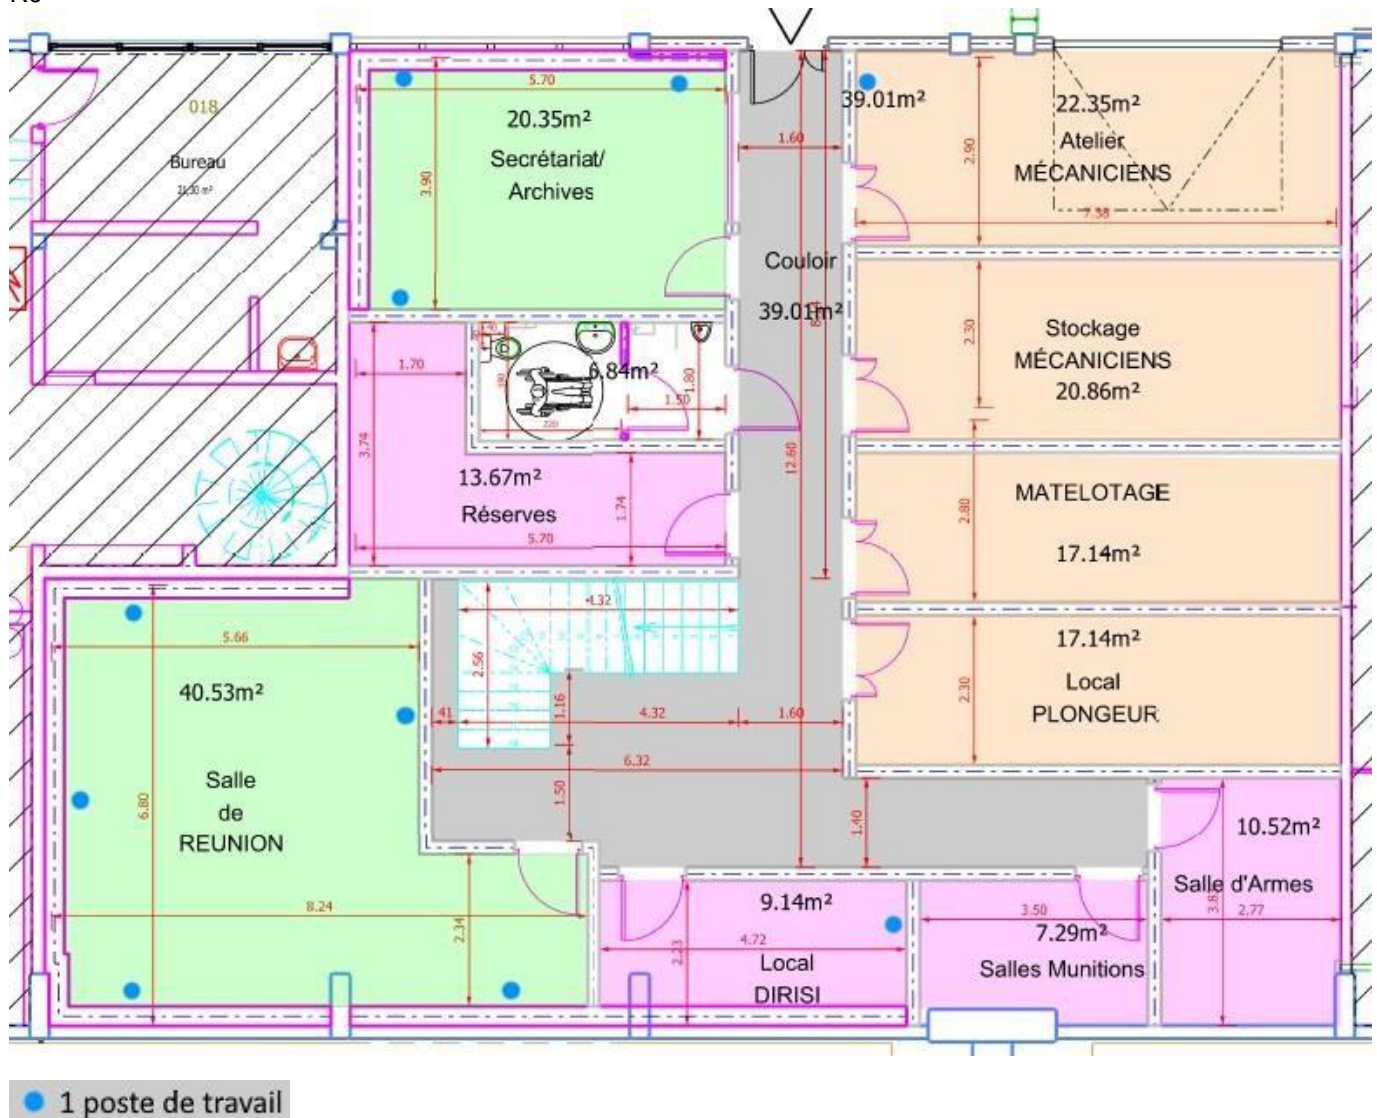 018
Bureau
21,30 m²
5.70
20.35m²
Secrétariat/
Archives
3.90
1.60
39.01m²
22.35m²
Atelier
MÉCANICIENS
2.90
7.38
Couloir
39.01m²
2.30
Stockage
MÉCANICIENS
20.86m²
6.84m²
1.70
190
1.80
1.50
220
3.74
12.60
13.67m²
Réserves
1.74
5.70
MATELOTAGE
2.80
17.14m²
4.32
2.56
5.66
40.53m²
41
1.16
4.32
1.60
6.32
1.50
17.14m²
Local
PLONGEUR
2.30
Salle
de
REUNION
6.80
8.24
2.34
1.40
10.52m²
Salle d'Armes
2.77
9.14m²
4.72
2.23
Local
DIRISI
3.50
7.29m²
Salles Munitions
1 poste de travail